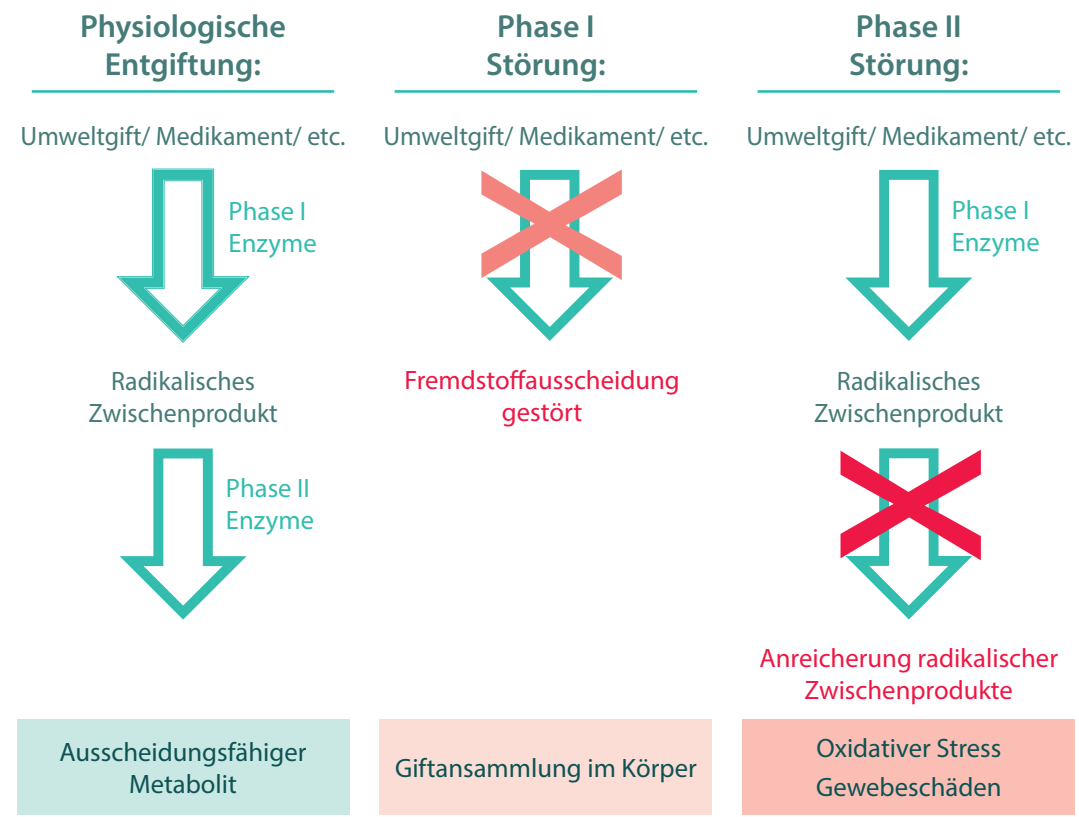 Physiologische
Entgiftung:
Umweltgift/ Medikament/ etc.
Phase I
Enzyme
Radikalisches
Zwischenprodukt
Phase II
Enzyme
Ausscheidungsfähiger
Metabolit
Phase I
Störung:
Umweltgift/ Medikament/ etc.
Fremdstoffausscheidung
gestört
Giftansammlung im Körper
Phase II
Störung:
Umweltgift/ Medikament/ etc.
Phase I
Enzyme
Radikalisches
Zwischenprodukt
Anreicherung radikalischer
Zwischenprodukte
Oxidativer Stress
Gewebeschäden